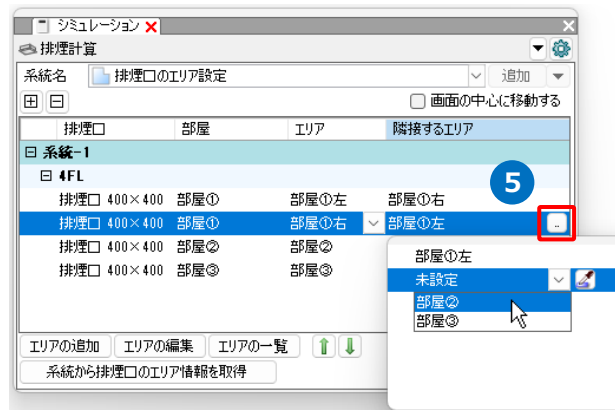 シミュレーション
排煙計算
系統名 排煙口のエリア設定 追加
画面の中心に移動する
排煙口 部屋 エリア 隣接するエリア
系統-1
4FL
5
排煙口 400×400 部屋① 部屋①左 部屋①右
排煙口 400×400 部屋① 部屋①右 部屋①左 ..
排煙口 400×400 部屋② 部屋②
排煙口 400×400 部屋③ 部屋③
部屋①左
未設定
部屋②
部屋③
エリアの追加 エリアの編集 エリアの一覧
系統から排煙口のエリア情報を取得